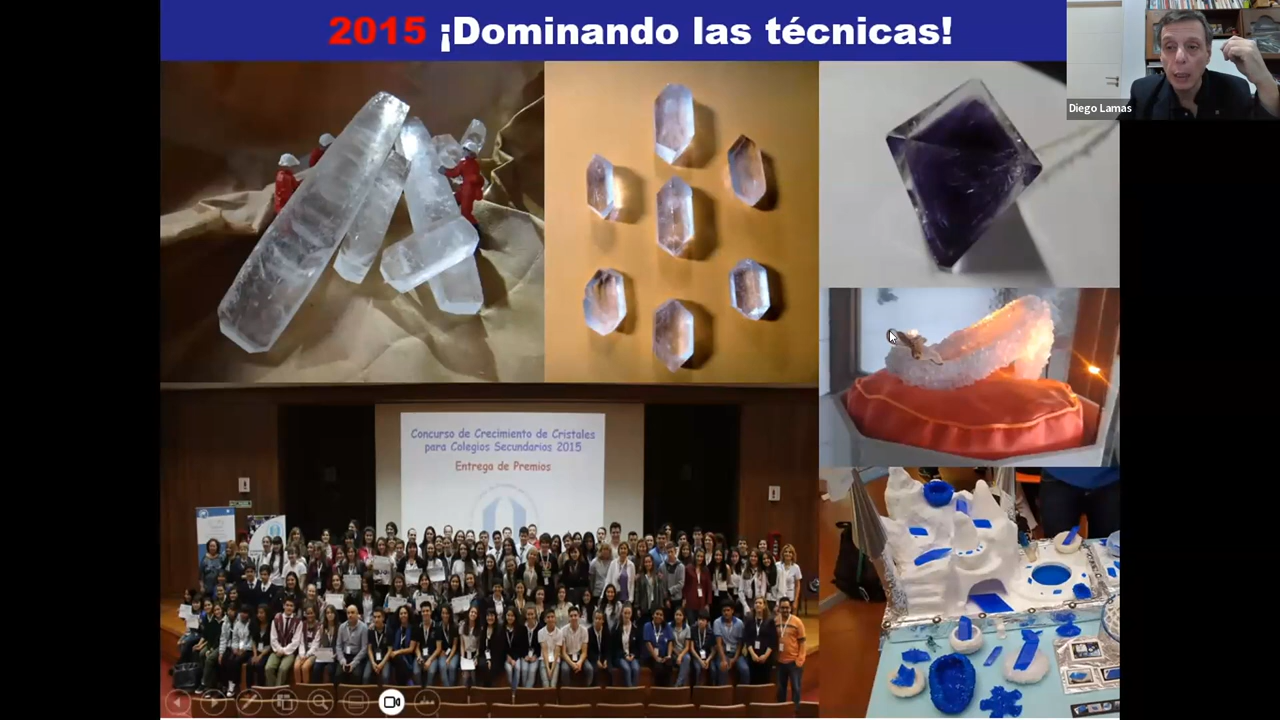 2015 ¡Dominando las técnicas!
Diego Lamas
Concurso de Crecimiento de Cristales
para Colegios Secundarios 2015
Entrega de Premios